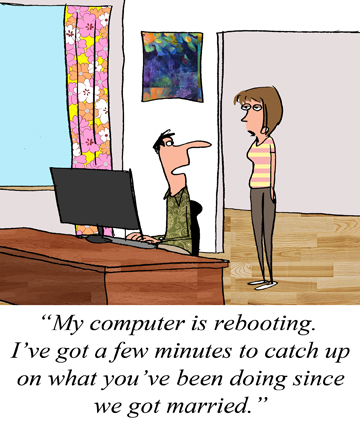 “My computer is rebooting.
I’ve got a few minutes to catch up
on what you’ve been doing since
we got married.”